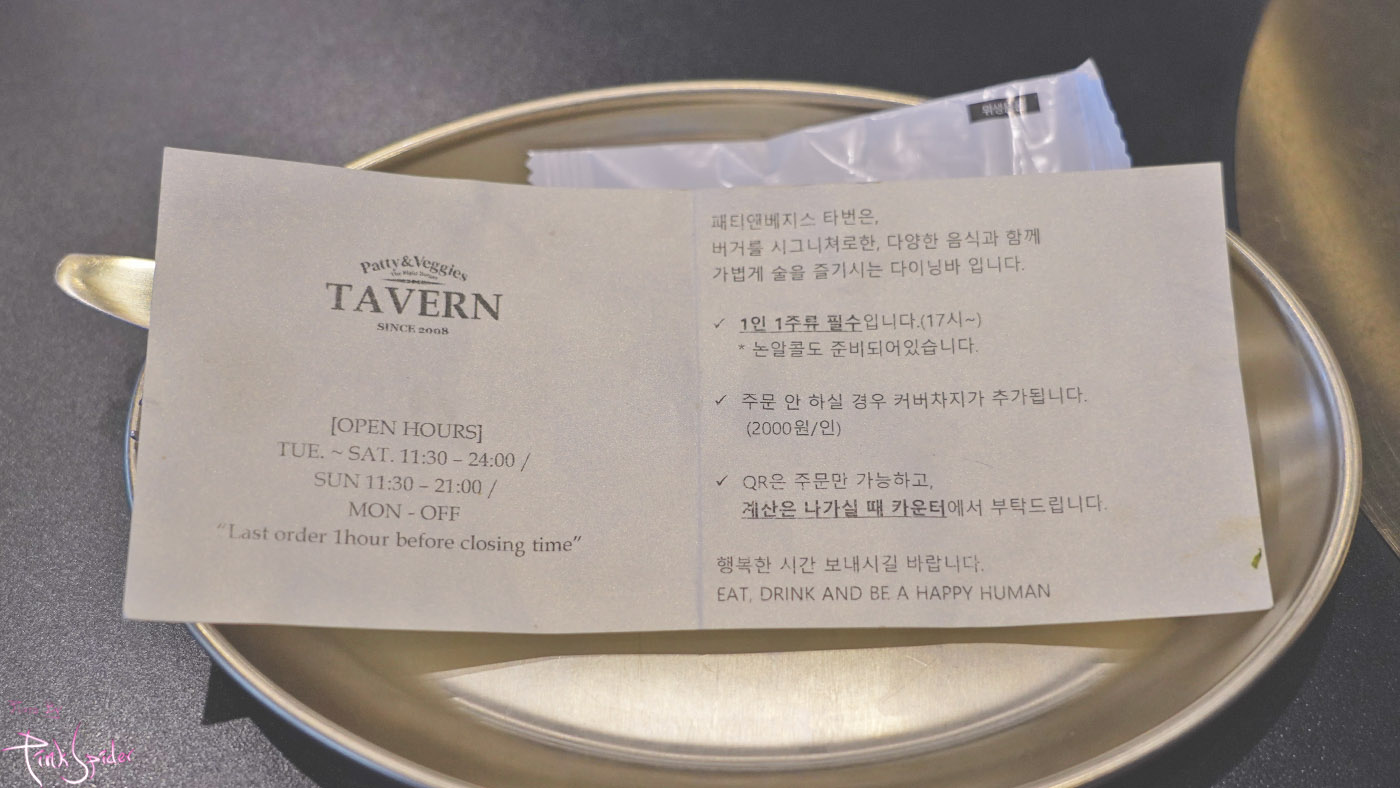 위생
Patty&Veggies
TAVERN
SINCE 2008
[OPEN HOURS]
TUE. ~ SAT. 11:30 – 24:00 /
SUN 11:30 – 21:00 /
MON - OFF
“Last order 1hour before closing time”
패티앤베지스 타번은,
버거를 시그니쳐로한, 다양한 음식과 함께
가볍게 술을 즐기시는 다이닝바 입니다.
✓ 1인 1주류 필수입니다.(17시~)
* 논알콜도 준비되어있습니다.
✓ 주문 안 하실 경우 커버차지가 추가됩니다.
(2000원/인)
✓ QR은 주문만 가능하고,
계산은 나가실 때 카운터에서 부탁드립니다.
행복한 시간 보내시길 바랍니다.
EAT, DRINK AND BE A HAPPY HUMAN
Pink Spider